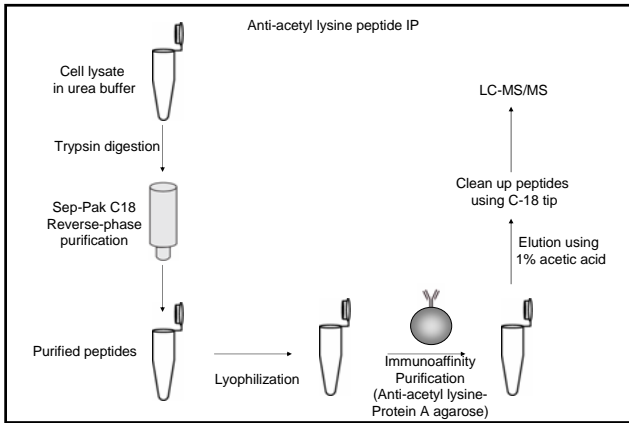 Anti-acetyl lysine peptide IP
Cell lysate
in urea buffer
Trypsin digestion
Sep-Pak C18
Reverse-phase
purification
Purified peptides
Lyophilization
Immunoaffinity
Purification
(Anti-acetyl lysine-
Protein A agarose)
Elution using
1% acetic acid
Clean up peptides
using C-18 tip
LC-MS/MS